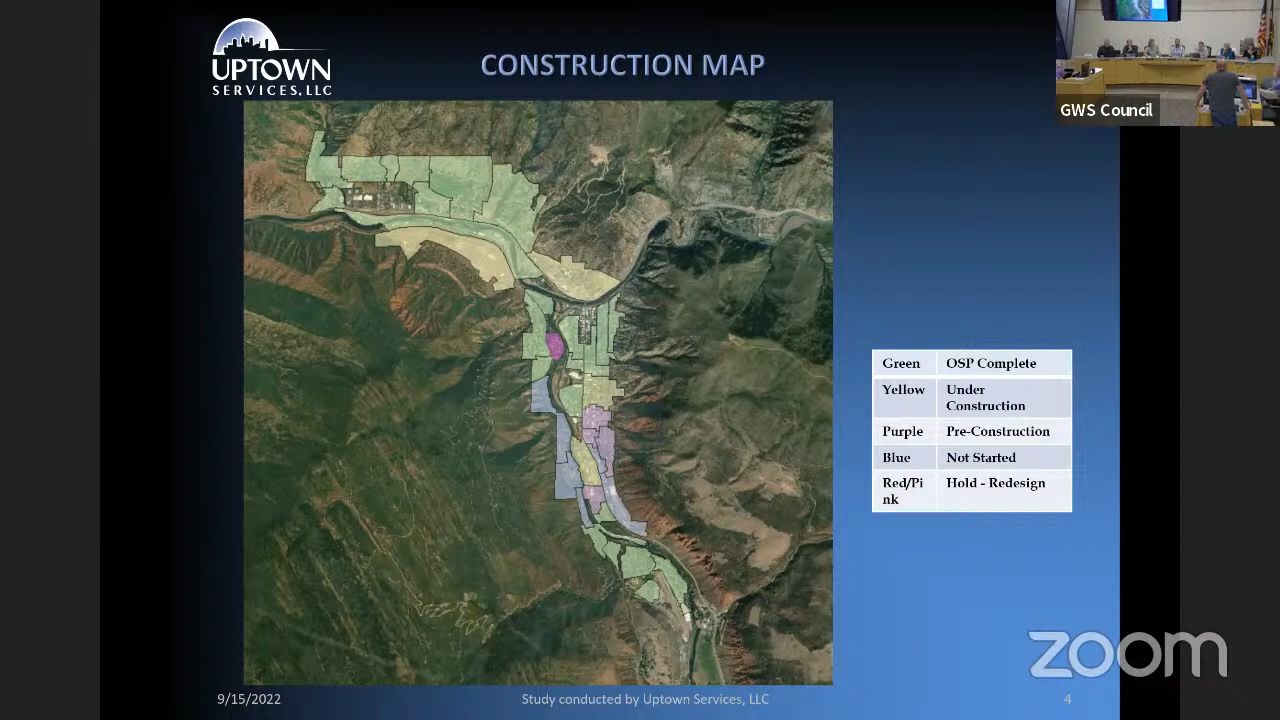 UPTOWN
SERVICES, LLC
CONSTRUCTION MAP
GWS Council
Green OSP Complete
Yellow Under
Construction
Purple Pre-Construction
Blue Not Started
Red/Pi Hold - Redesign
nk
zoom
9/15/2022 Study conducted by Uptown Services, LLC 4